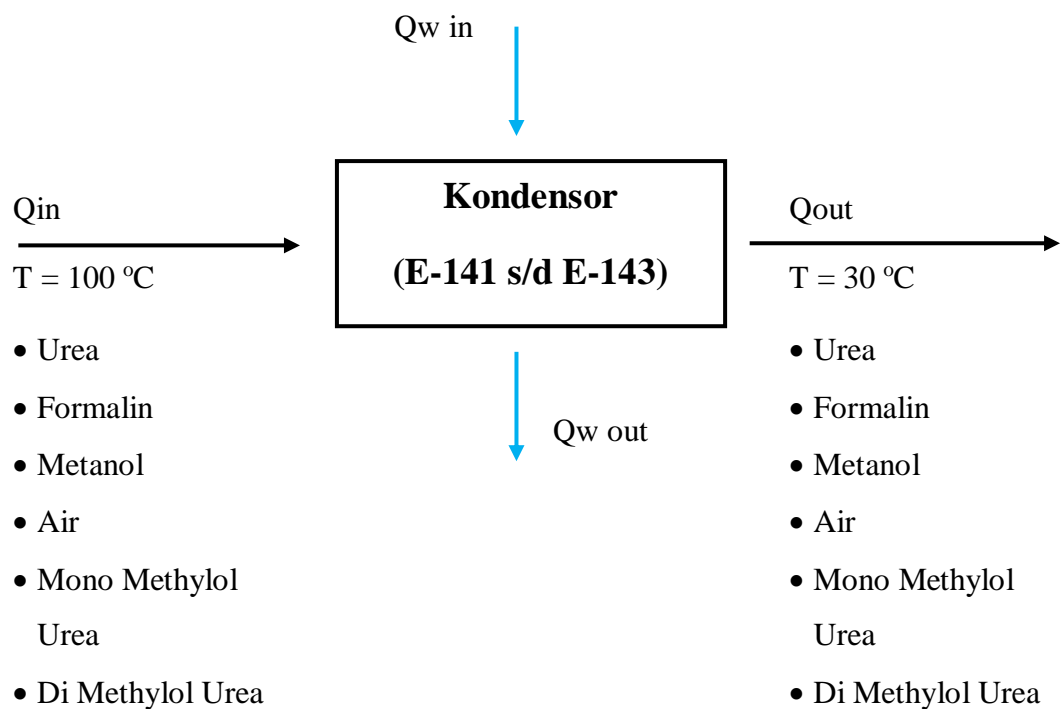 Qw in
Kondensor
(E-141 s/d E-143)
Qin
T = 100 ºC
• Urea
• Formalin
• Metanol
• Air
• Mono Methylol
Urea
• Di Methylol Urea
Qout
T = 30 ºC
• Urea
• Formalin
• Metanol
• Air
• Mono Methylol
Urea
• Di Methylol Urea
Qw out